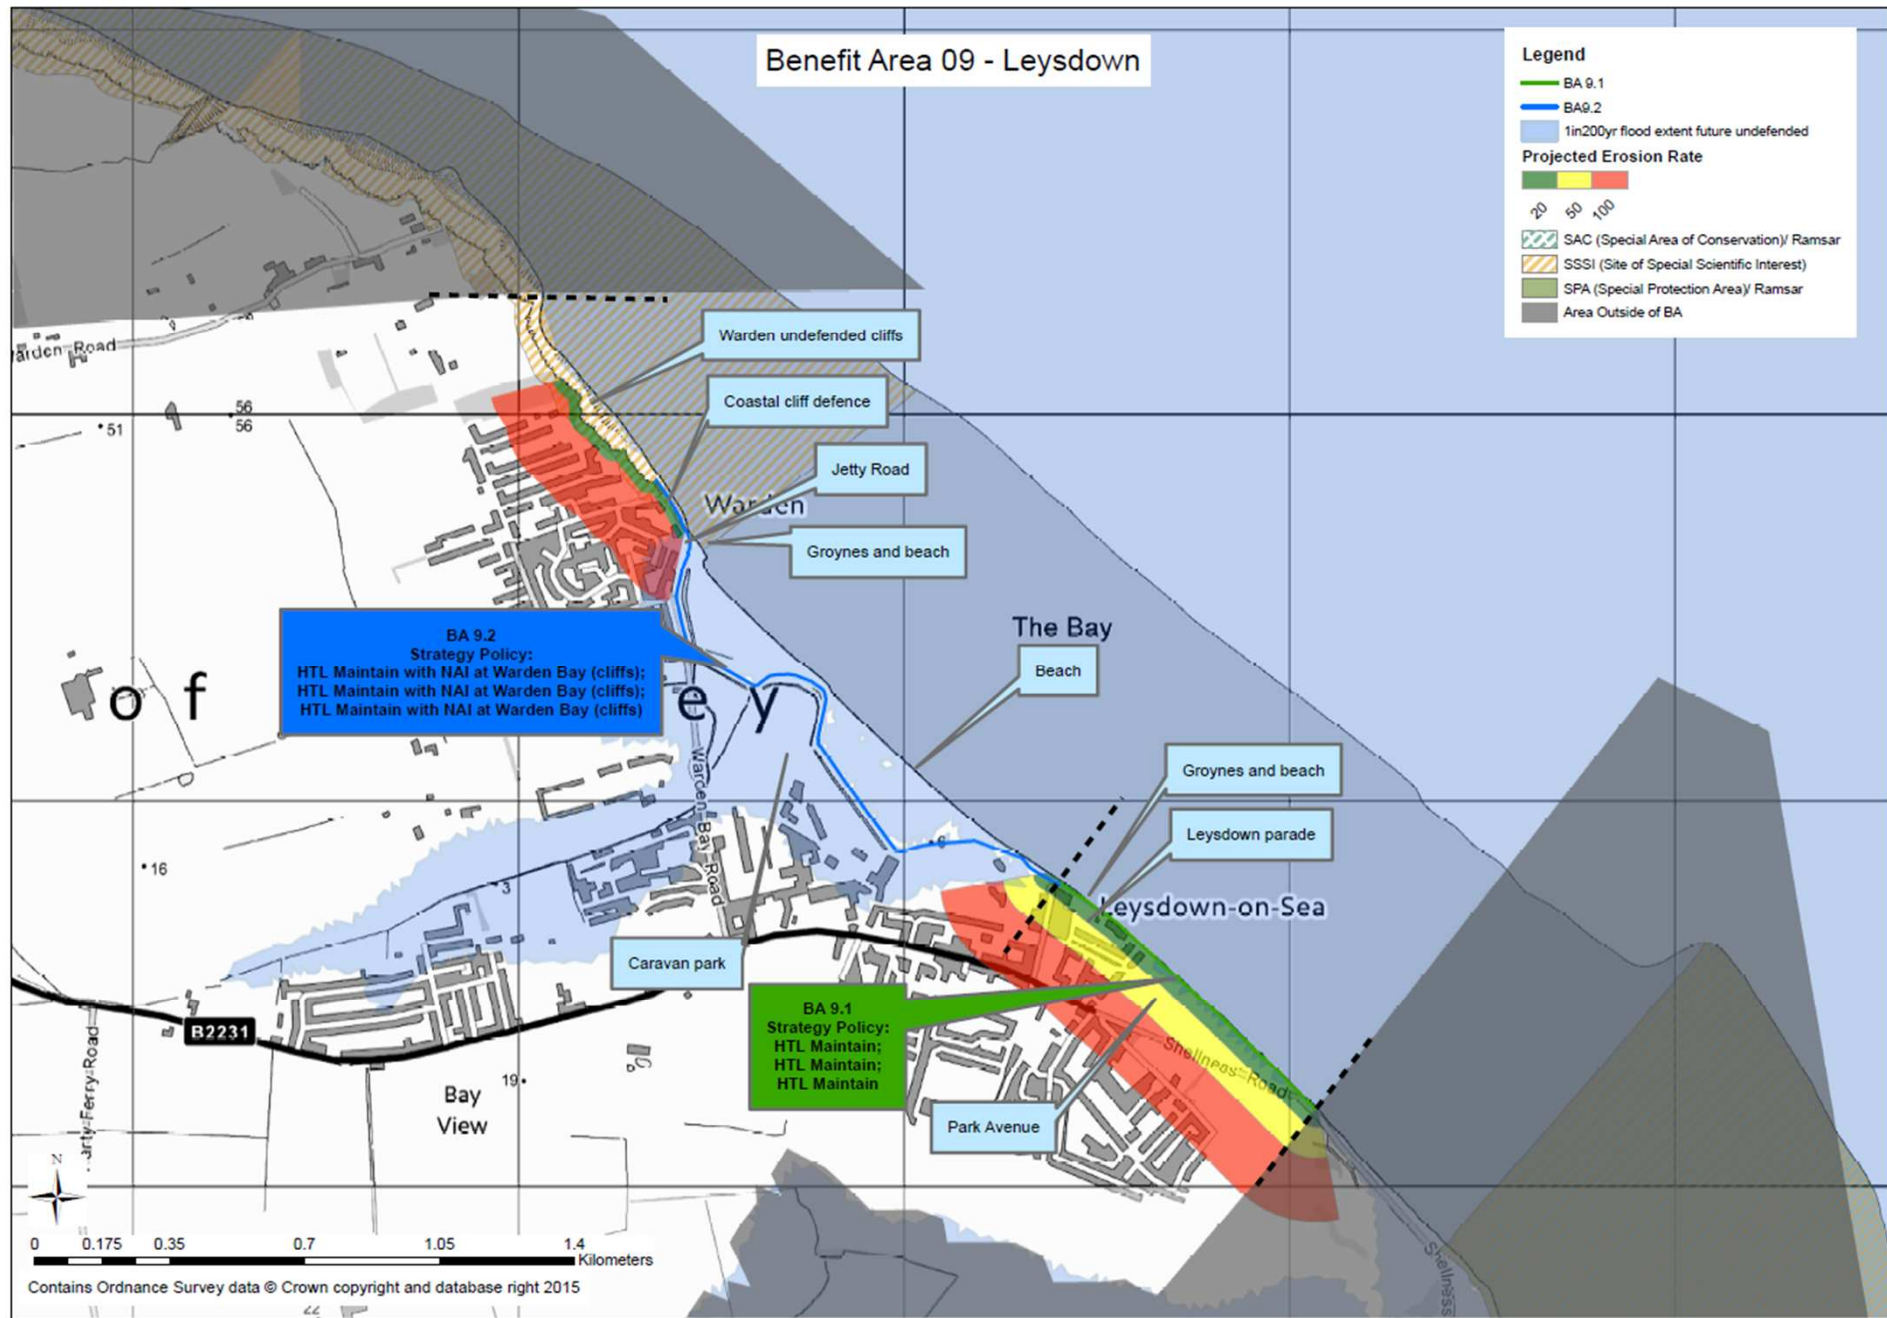 Benefit Area 09 - Leysdown
Legend
BA 9.1
BA9.2
1in200yr flood extent future undefended
Projected Erosion Rate
20 50 100
SAC (Special Area of Conservation)/ Ramsar
SSSI (Site of Special Scientific Interest)
SPA (Special Protection Area)/ Ramsar
Area Outside of BA
Warden undefended cliffs
Coastal cliff defence
Jetty Road
Warden
Groynes and beach
Road
51
56
56
BA 9.2
Strategy Policy:
HTL Maintain with NAI at Warden Bay (cliffs);
HTL Maintain with NAI at Warden Bay (cliffs);
HTL Maintain with NAI at Warden Bay (cliffs)
of
ey
The Bay
Beach
Warden Bay Road
Groynes and beach
Leysdown parade
6
16
3
Leysdown-on-Sea
Caravan park
BA 9.1
Strategy Policy:
HTL Maintain;
HTL Maintain;
HTL Maintain
B2231
Shellness Road
Park Avenue
19
Bay
View
arty Ferry Road
Shellness
N
0 0.175 0.35 0.7 1.05 1.4
Kilometers
Contains Ordnance Survey data © Crown copyright and database right 2015
22